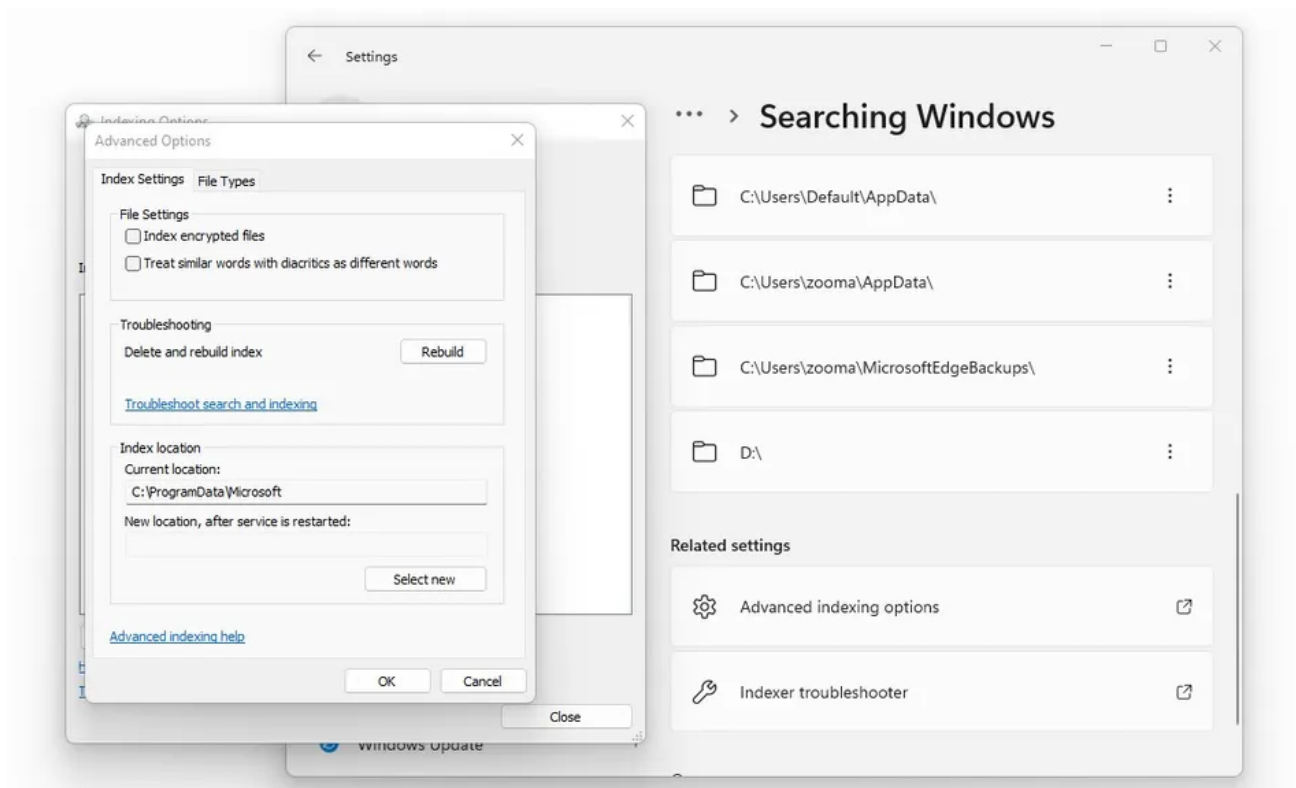 Settings
Indexing Options
Advanced Options
Index Settings
File Types
File Settings
Index encrypted files
Treat similar words with diacritics as different words
Troubleshooting
Delete and rebuild index
Rebuild
Troubleshoot search and indexing
Index location
Current location:
C:\ProgramData\Microsoft
New location, after service is restarted:
Select new
Advanced indexing help
OK
Cancel
Close
Windows Update
Searching Windows
C:\Users\Default\AppData\
C:\Users\zooma\AppData\
C:\Users\zooma\MicrosoftEdgeBackups\
D:\
Related settings
Advanced indexing options
Indexer troubleshooter